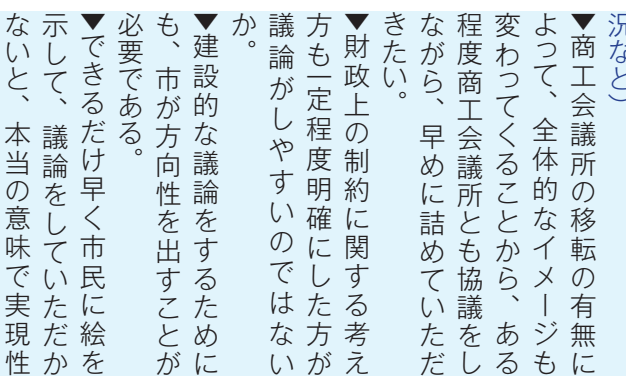 況など）
▼商工会議所の移転の有無に
よって、全体的なイメージも
変わってくることから、ある
程度商工会議所とも協議をし
ながら、早めに詰めていただ
きたい。
▼財政上の制約に関する考え
方も一定程度明確にした方が
議論がしやすいのではない
か。
▼建設的な議論をするために
も、市が方向性を出すことが
必要である。
▼できるだけ早く市民に絵を
示して、議論をしていただか
ないと、本当の意味で実現性